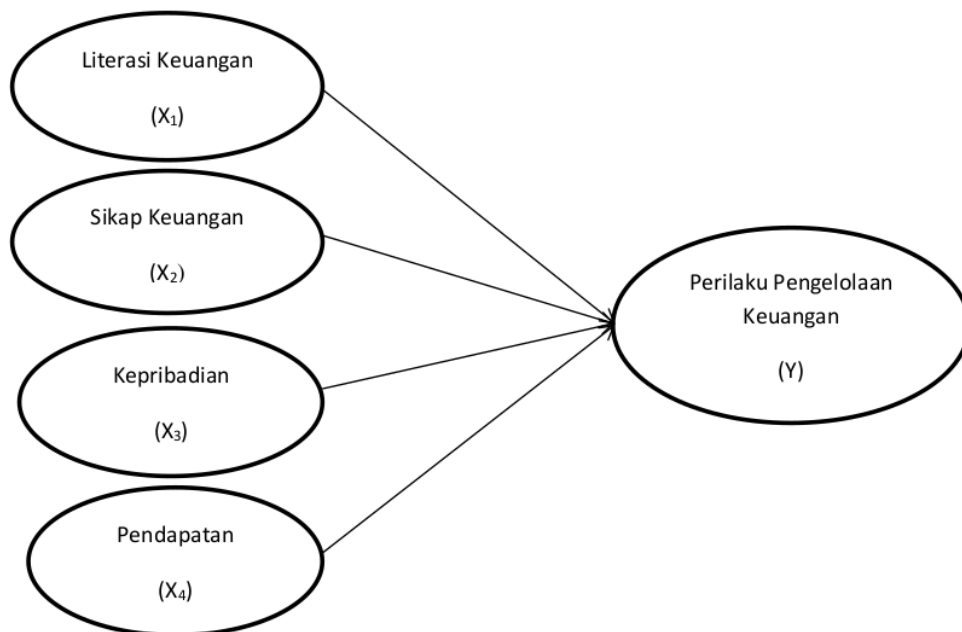 Literasi Keuangan
(X₁)
Sikap Keuangan
(X₂)
Kepribadian
(X₃)
Pendapatan
(X₄)
Perilaku Pengelolaan
Keuangan
(Y)